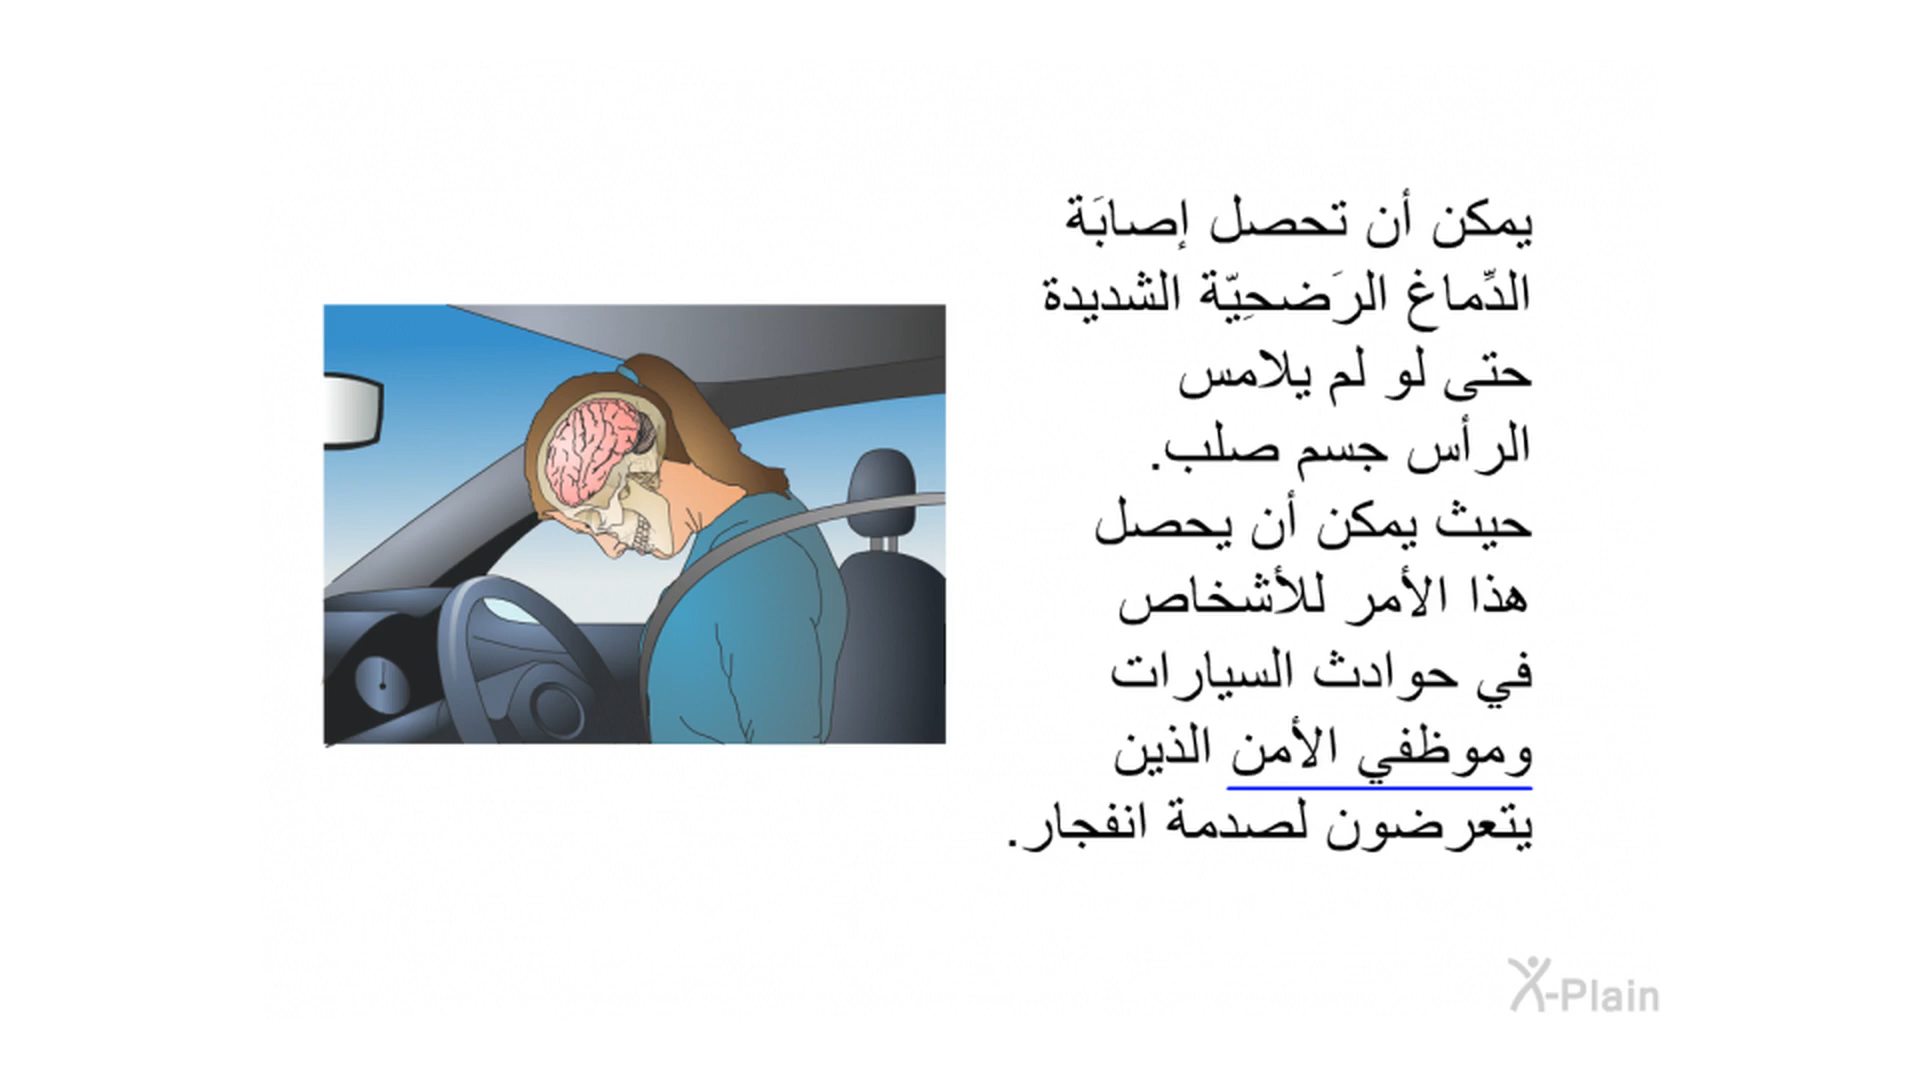 يمكن أن تحصل إصابَة
الدِّماغ الرَضحِيّة الشديدة
حتى لو لم يلامس
الرأس جسم صلب.
حيث يمكن أن يحصل
هذا الأمر للأشخاص
في حوادث السيارات
وموظفي الأمن الذين
يتعرضون لصدمة انفجار.
X-Plain